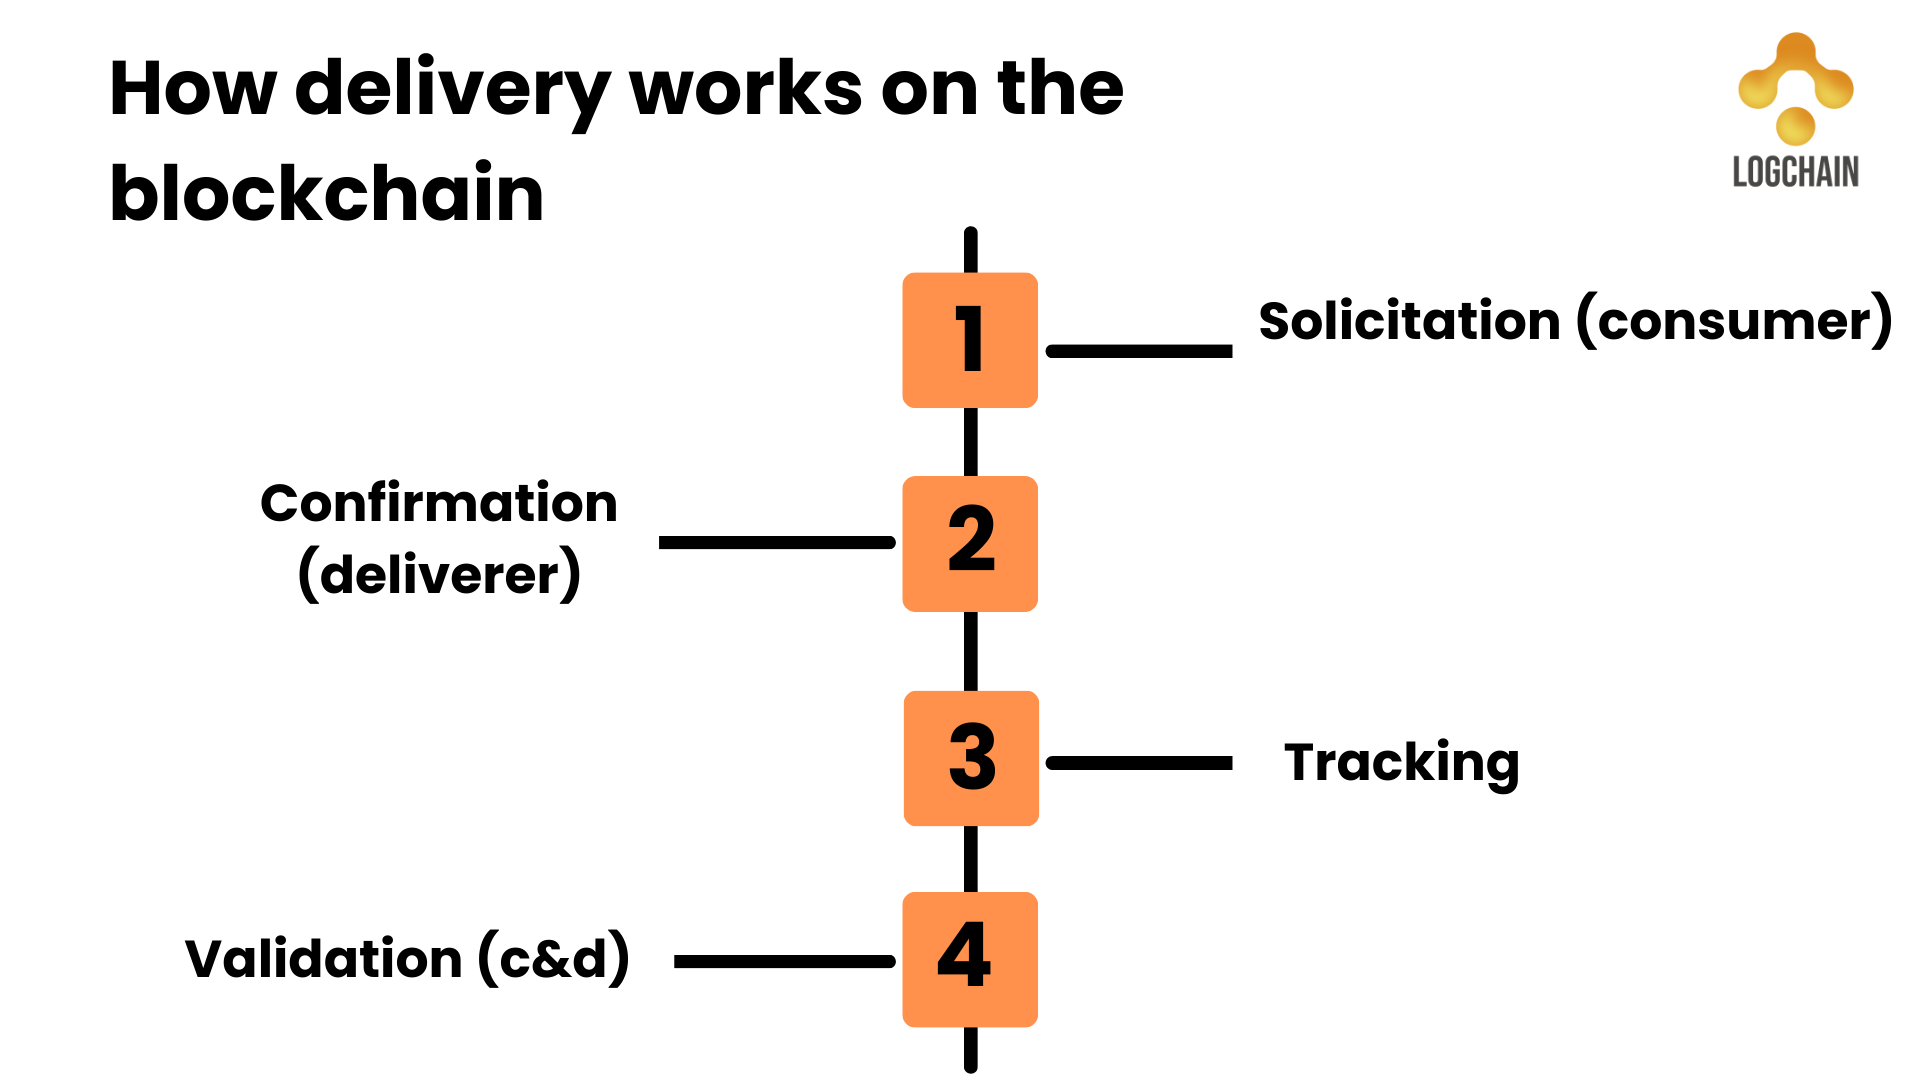 How delivery works on the
blockchain
LOGCHAIN
1
Solicitation (consumer)
Confirmation
(deliverer)
2
3
Tracking
Validation (c&d)
4